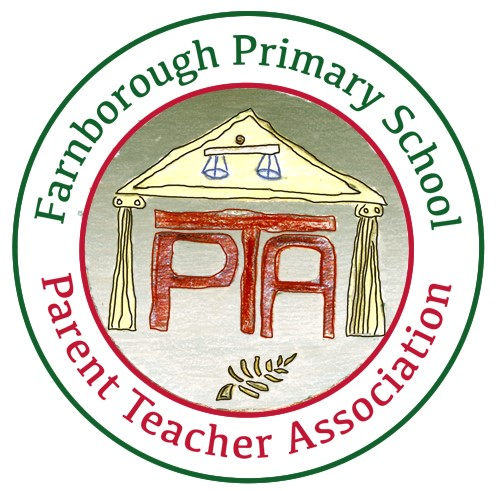 Farnborough Primary School
PTA
Parent Teacher Association